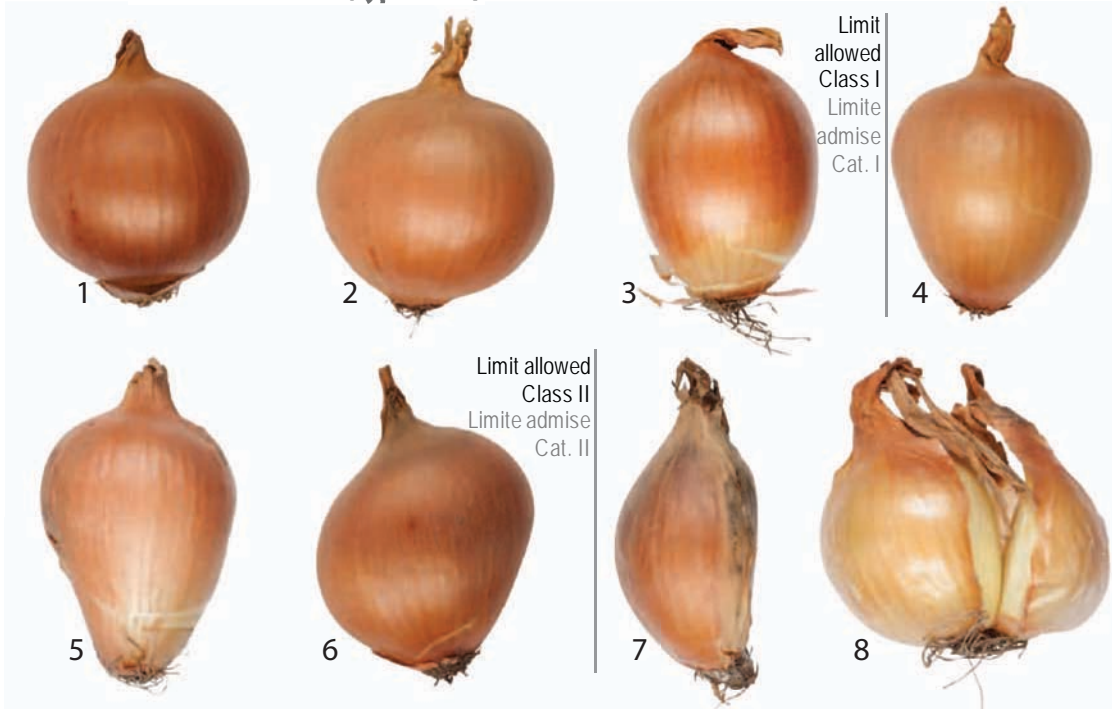 1
2
3
Limit
allowed
Class I
Limite
admise
Cat. I
4
5
6
Limit allowed
Class II
Limite admise
Cat. II
7
8